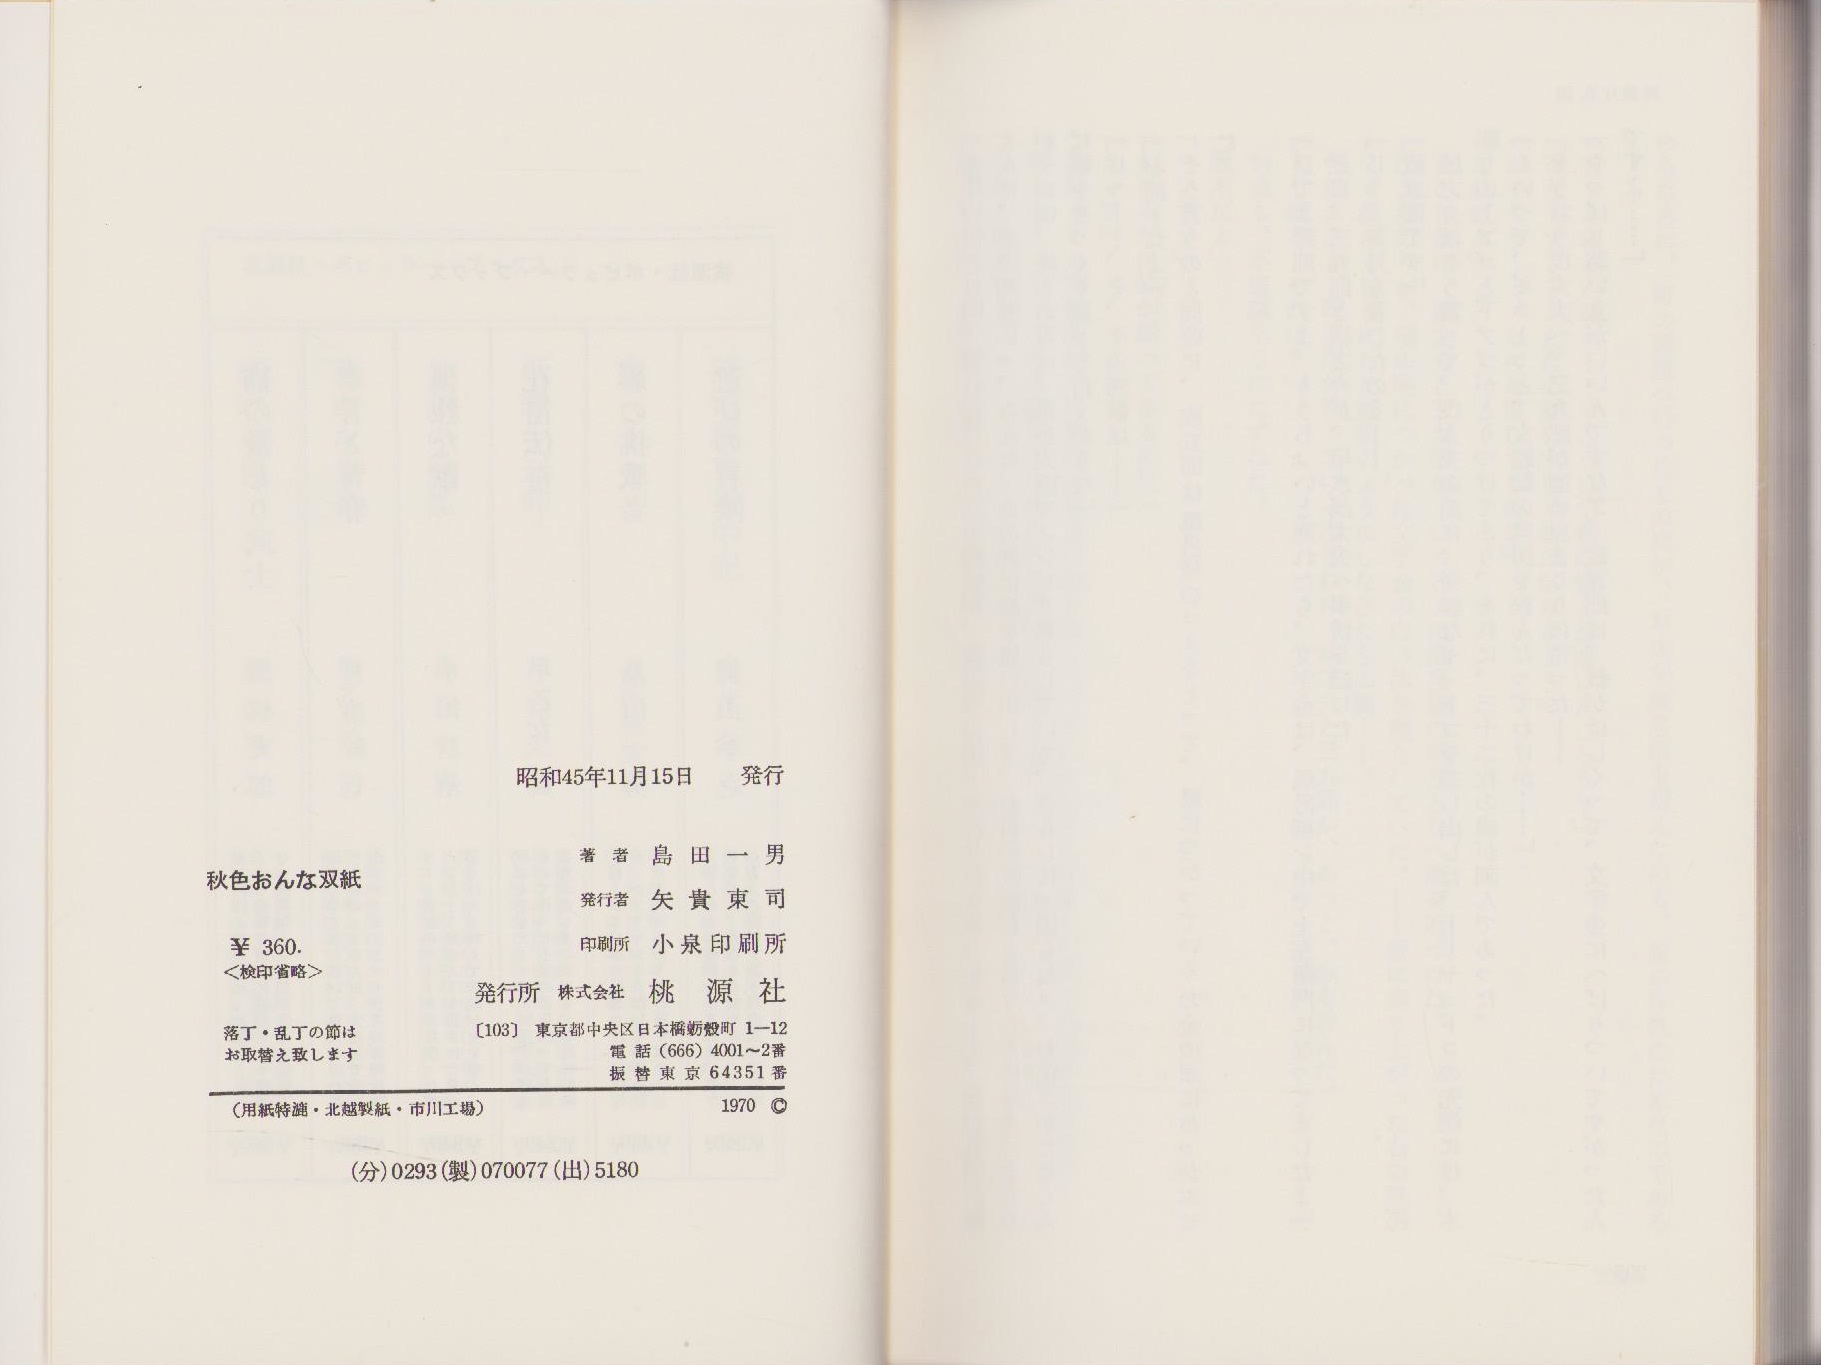 昭和45年11月15日　発行
秋色おんな双紙
￥ 360.
＜検印省略＞
落丁・乱丁の節は
お取替え致します
著者　島田一男
発行者　矢貴東司
印刷所　小泉印刷所
発行所　株式会社　桃源社
〔103〕 東京都中央区日本橋蛎殻町 1—12
電話 (666) 4001〜2番
振替東京 64351 番
（用紙特漉・北越製紙・市川工場）
1970 ©
(分)0293(製)070077(出)5180